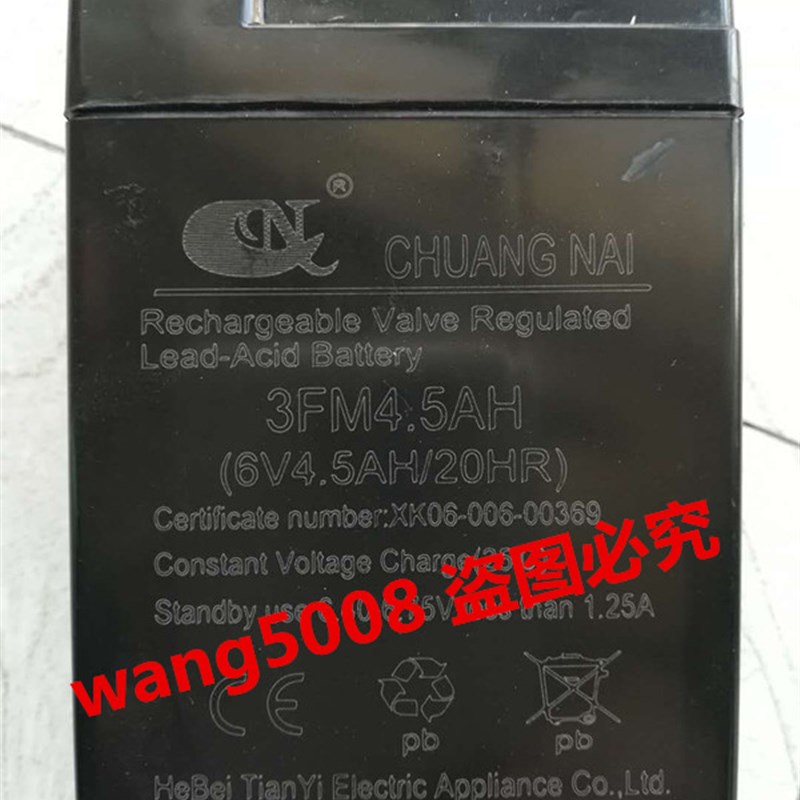 CN ®
CHUANG NAI
Rechargeable Valve Regulated
Lead-Acid Battery
3FM4.5AH
(6V4.5AH/20HR)
Certificate number:XK06-006-00369
Constant Voltage Charge
Standby use than 1.25A
wang5008 盗图必究
CE
pb pb
HeBei TianYi Electric Appliance Co.,Ltd.